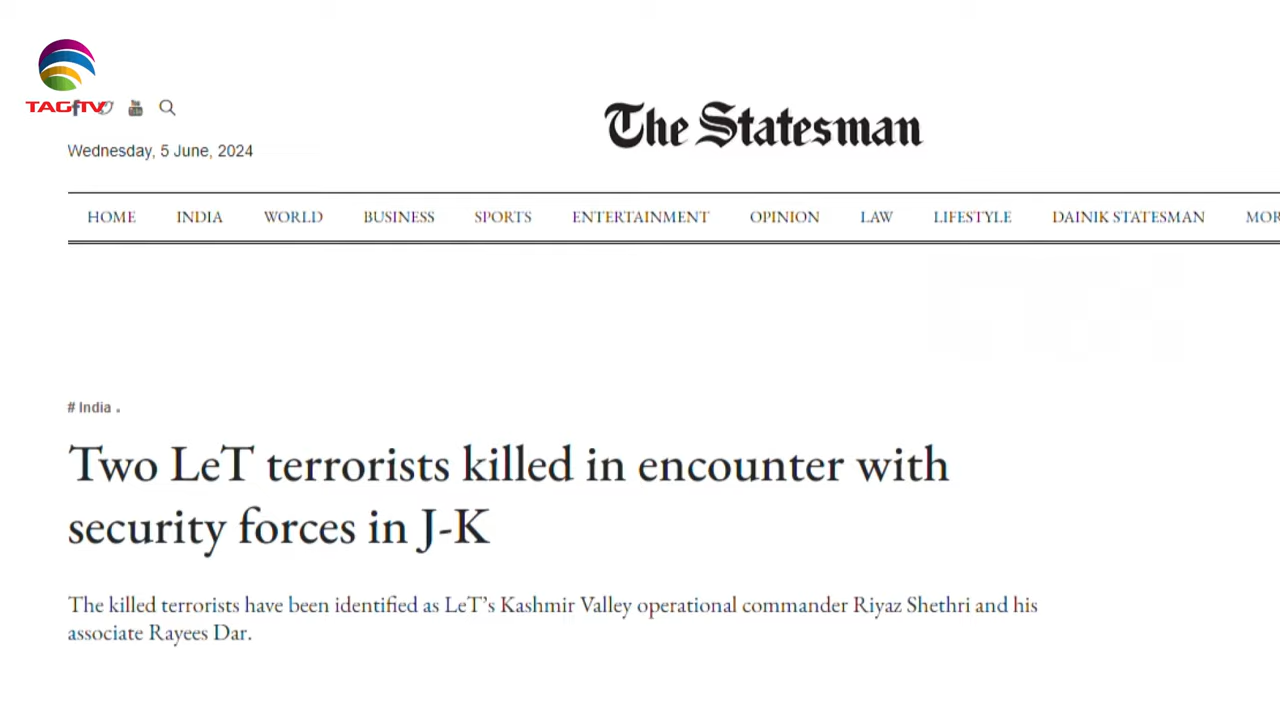 TAG TV
Wednesday, 5 June, 2024
The Statesman
HOME INDIA WORLD BUSINESS SPORTS ENTERTAINMENT OPINION LAW LIFESTYLE DAINIK STATESMAN MOR
# India .
Two LeT terrorists killed in encounter with
security forces in J-K
The killed terrorists have been identified as LeT’s Kashmir Valley operational commander Riyaz Shethri and his
associate Rayees Dar.